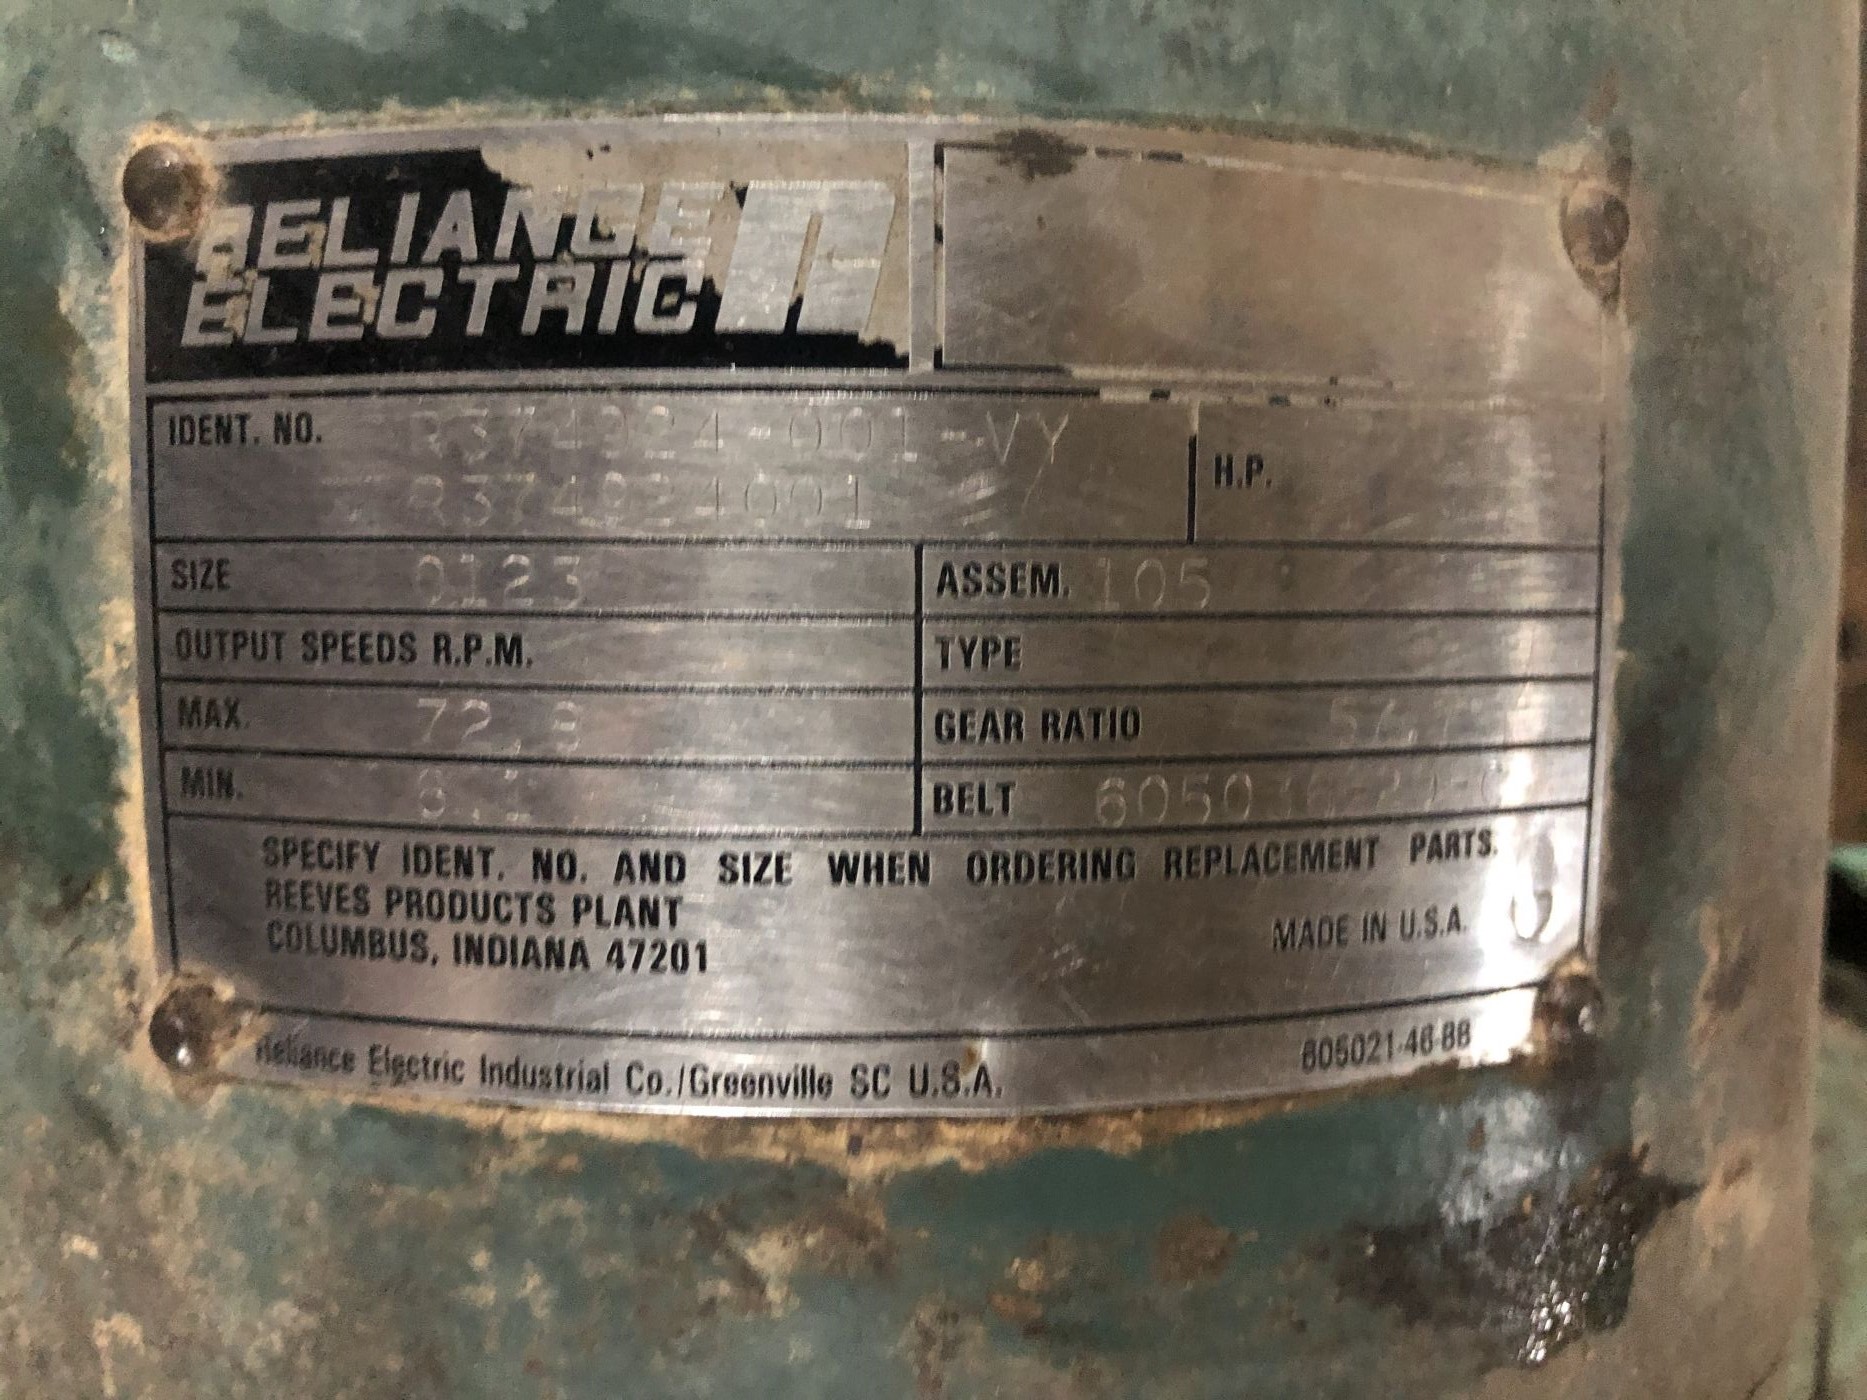 RELIANCE
ELECTRIC
IDENT. NO. R374924-001-VY
R374924001
H.P.
SIZE 0123
ASSEM. 105
OUTPUT SPEEDS R.P.M.
TYPE
MAX. 72.8
GEAR RATIO
MIN.
BELT
SPECIFY IDENT. NO. AND SIZE WHEN ORDERING REPLACEMENT PARTS.
REEVES PRODUCTS PLANT
COLUMBUS, INDIANA 47201
MADE IN U.S.A.
Reliance Electric Industrial Co./Greenville SC U.S.A.
605021-46-88